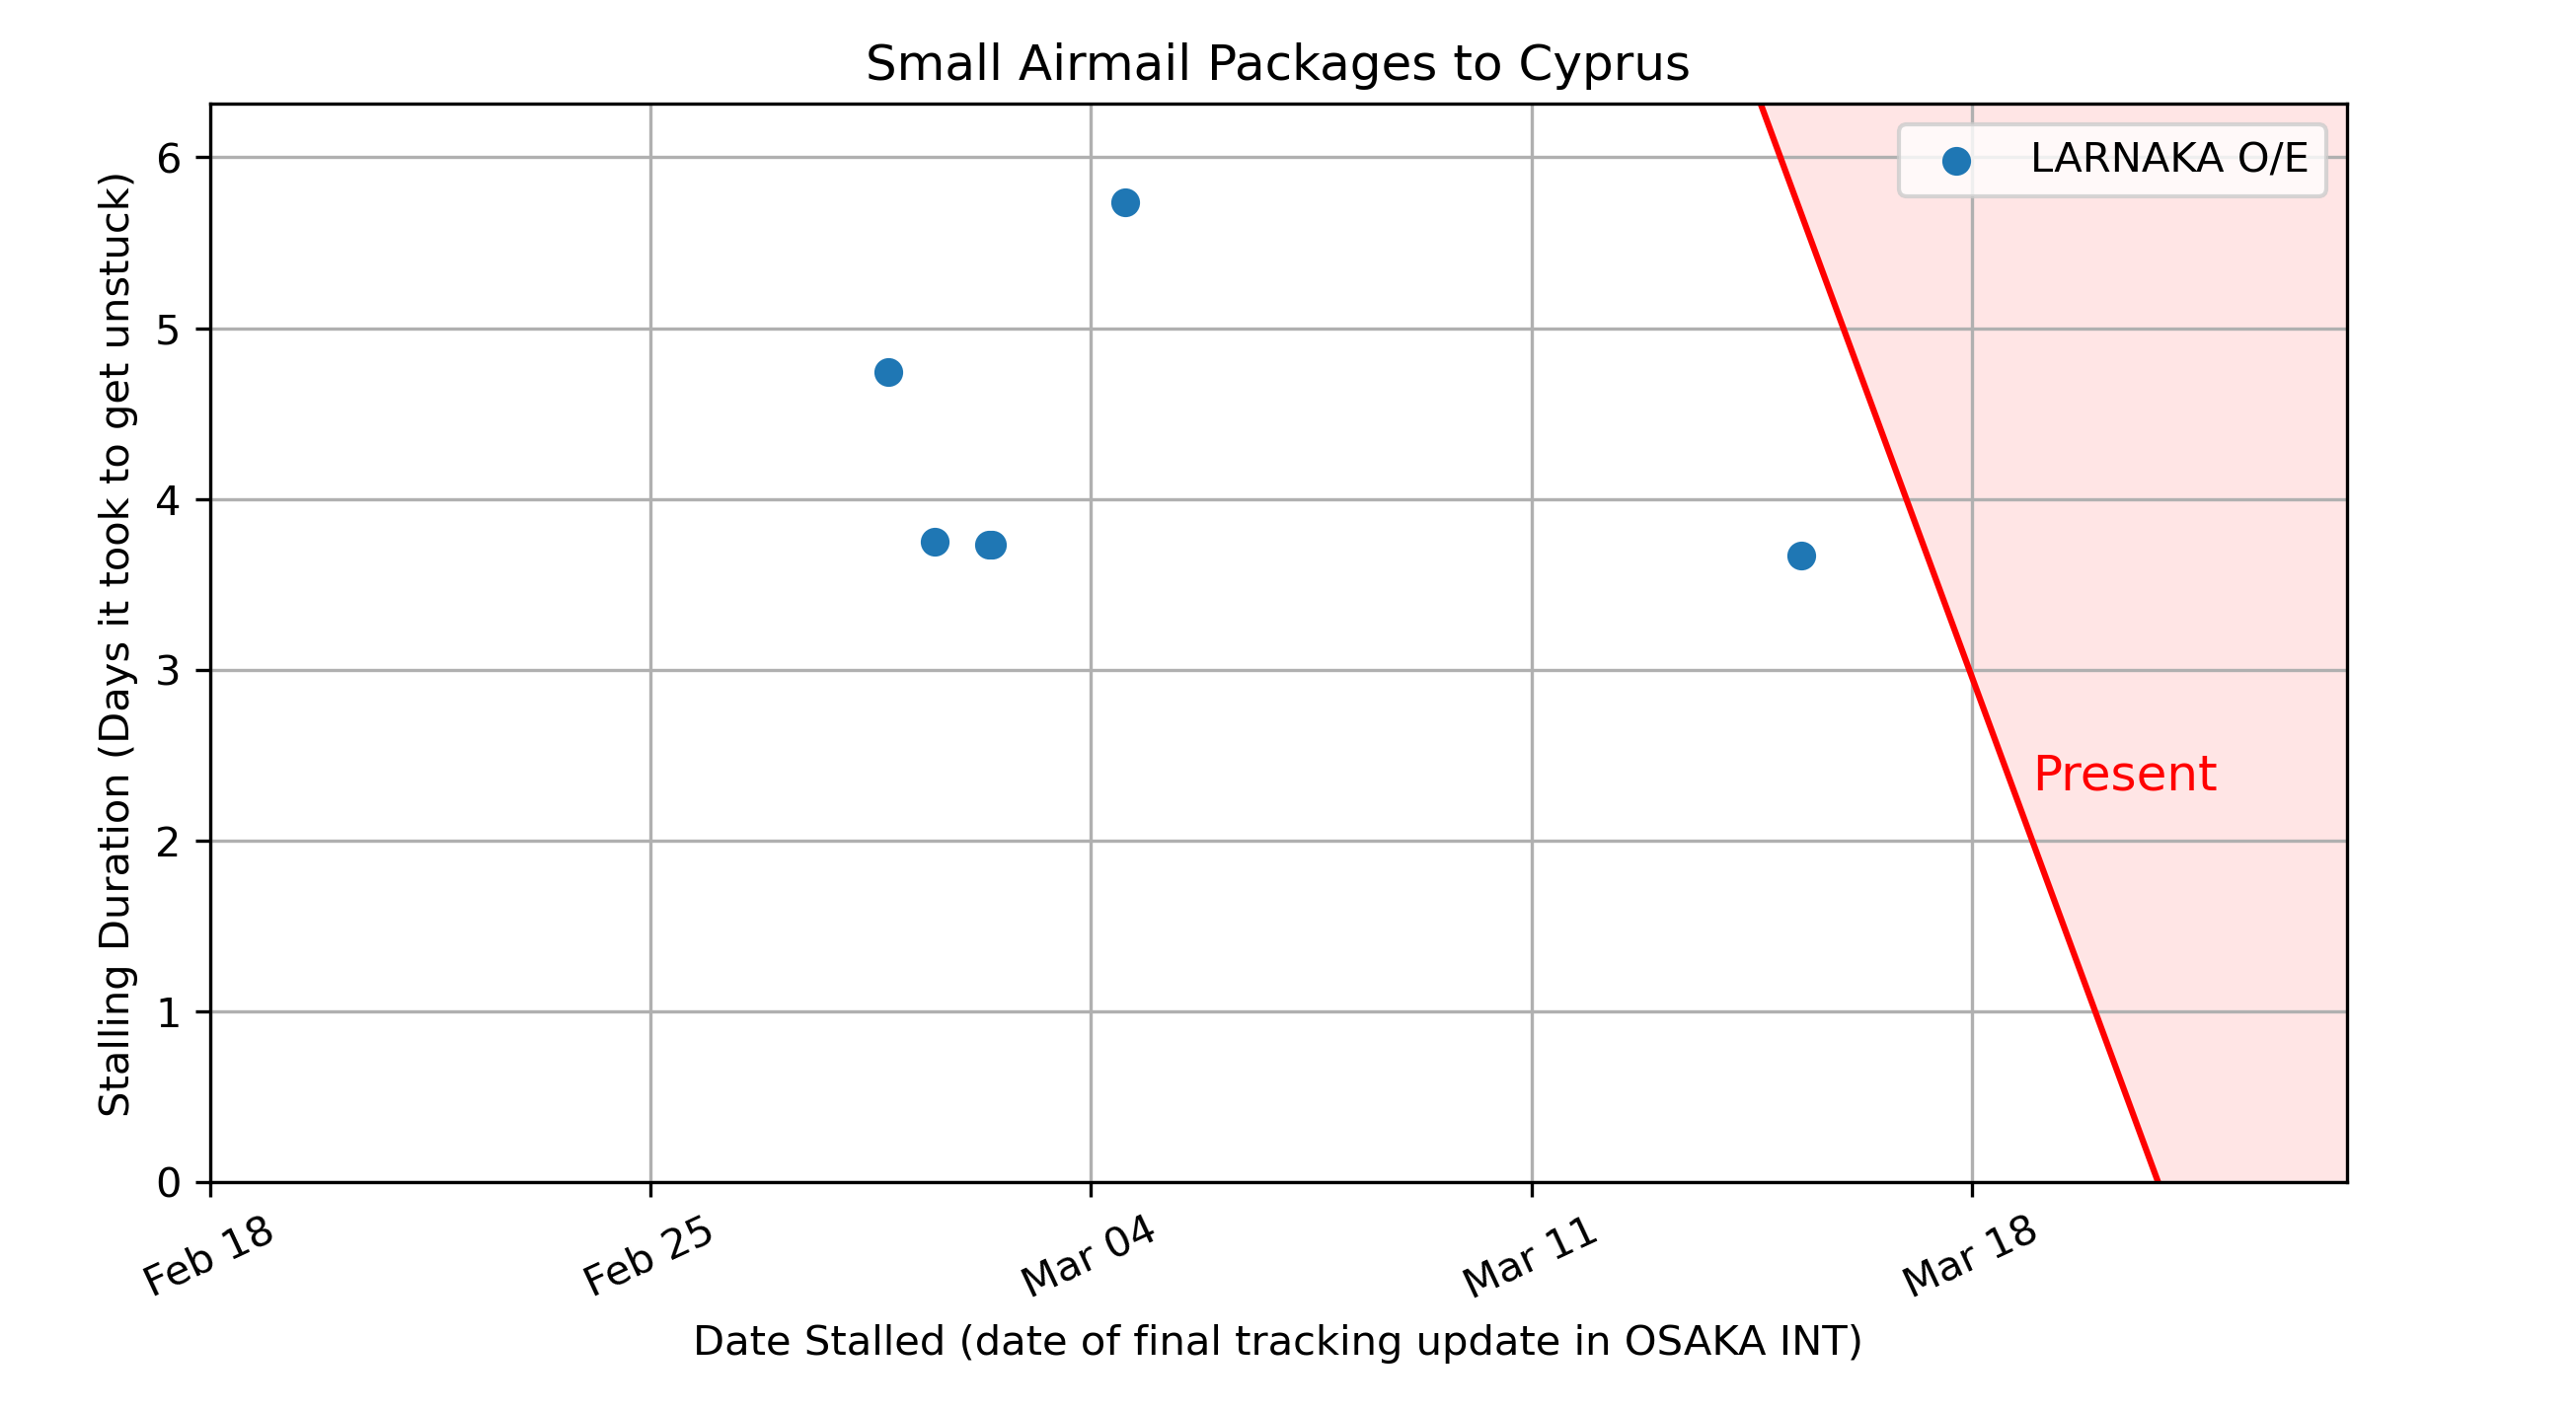 Small Airmail Packages to Cyprus
LARNAKA O/E
Stalling Duration (Days it took to get unstuck)
6
5
4
3
2
1
0
Present
Feb 18
Feb 25
Mar 04
Mar 11
Mar 18
Date Stalled (date of final tracking update in OSAKA INT)